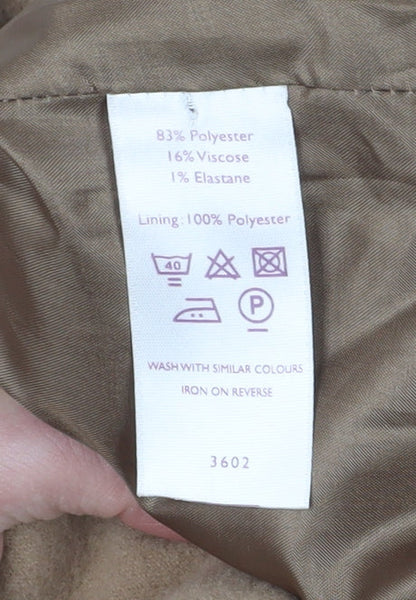 83% Polyester
16% Viscose
1% Elastane
Lining: 100% Polyester
40
P
WASH WITH SIMILAR COLOURS
IRON ON REVERSE
3602